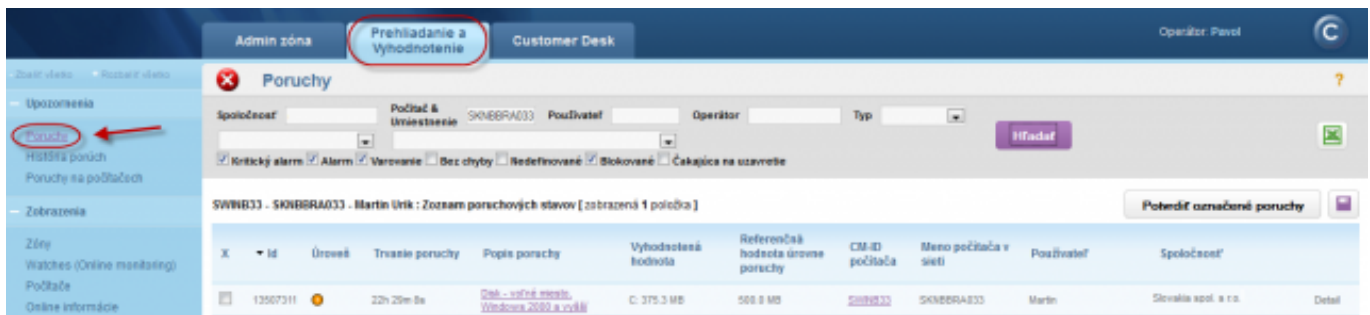 Admin zóna
Prehliadanie a
Vyhodnotenie
Customer Desk
Operátor: Pavol
C
Zbaliť všetko
Rozbaliť všetko
Poruchy
?
Upozornenia
Poruchy
História porúch
Poruchy na počítačoch
Zobrazenia
Zóny
Watches (Online monitoring)
Počítače
Online informácie
Spoločnosť
Počítač &
Umiestnenie
SKNBBRA033
Používateľ
Operátor
Typ
Hľadať
Kritický alarm Alarm Varovanie Bez chyby Nedefinované Blokované Čakajúce na uzavretie
SWINB33 - SKNBBRA033 - Martin Urik : Zoznam poruchových stavov [ zobrazená 1 položka ]
Potvrdiť označené poruchy
X
Id
Úroveň
Trvanie poruchy
Popis poruchy
Vyhodnotená
hodnota
Referenčná
hodnota úrovne
poruchy
CM-ID
počítača
Meno počítača v
sieti
Používateľ
Spoločnosť
13507311
22h 29m 8s
Disk - voľné miesto,
Windows 2000 a vyšší
C: 375.3 MB
500.0 MB
SWINB33
SKNBBRA033
Martin
Slovakia spol. s r.o.
Detail